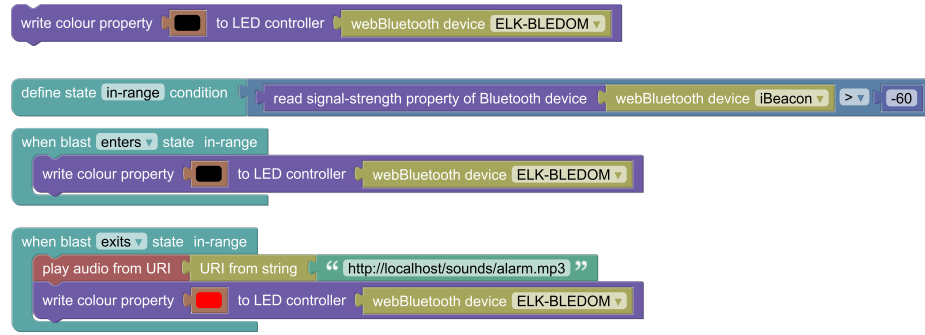 write colour property to LED controller webBluetooth device ELK-BLEDOM ▾
define state in-range condition read signal-strength property of Bluetooth device webBluetooth device iBeacon ▾ > ▾ -60
when blast enters ▾ state in-range
write colour property to LED controller webBluetooth device ELK-BLEDOM ▾
when blast exits ▾ state in-range
play audio from URI URI from string “ http://localhost/sounds/alarm.mp3 ”
write colour property to LED controller webBluetooth device ELK-BLEDOM ▾